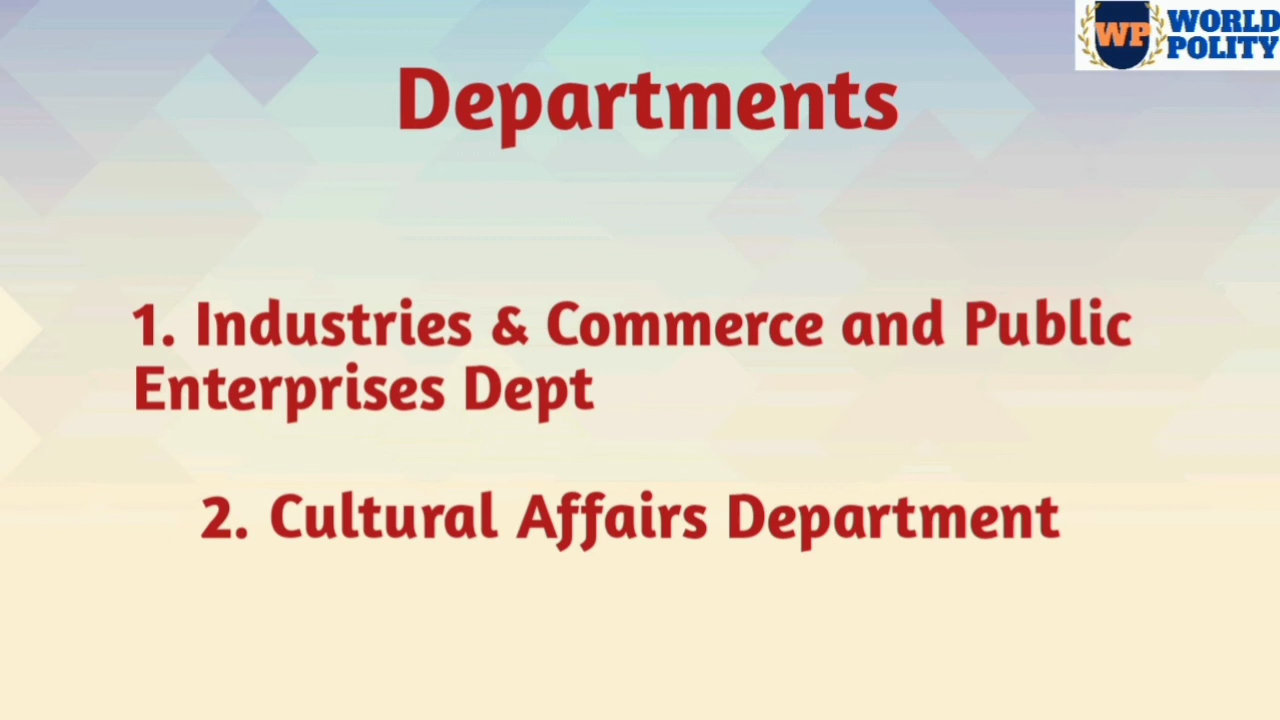 WP WORLD
POLITY
Departments
1. Industries & Commerce and Public
Enterprises Dept
2. Cultural Affairs Department